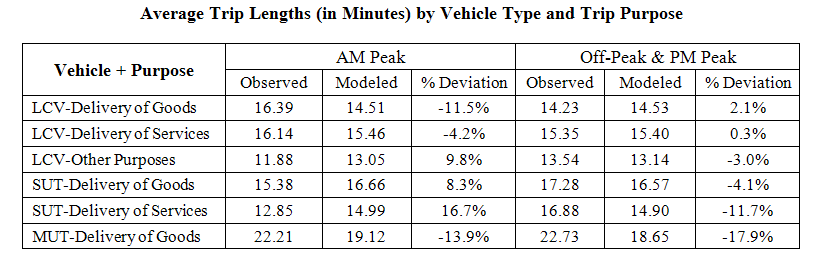 Average Trip Lengths (in Minutes) by Vehicle Type and Trip Purpose
Vehicle + Purpose AM Peak Off-Peak & PM Peak
Observed Modeled % Deviation Observed Modeled % Deviation
LCV-Delivery of Goods 16.39 14.51 -11.5% 14.23 14.53 2.1%
LCV-Delivery of Services 16.14 15.46 -4.2% 15.35 15.40 0.3%
LCV-Other Purposes 11.88 13.05 9.8% 13.54 13.14 -3.0%
SUT-Delivery of Goods 15.38 16.66 8.3% 17.28 16.57 -4.1%
SUT-Delivery of Services 12.85 14.99 16.7% 16.88 14.90 -11.7%
MUT-Delivery of Goods 22.21 19.12 -13.9% 22.73 18.65 -17.9%